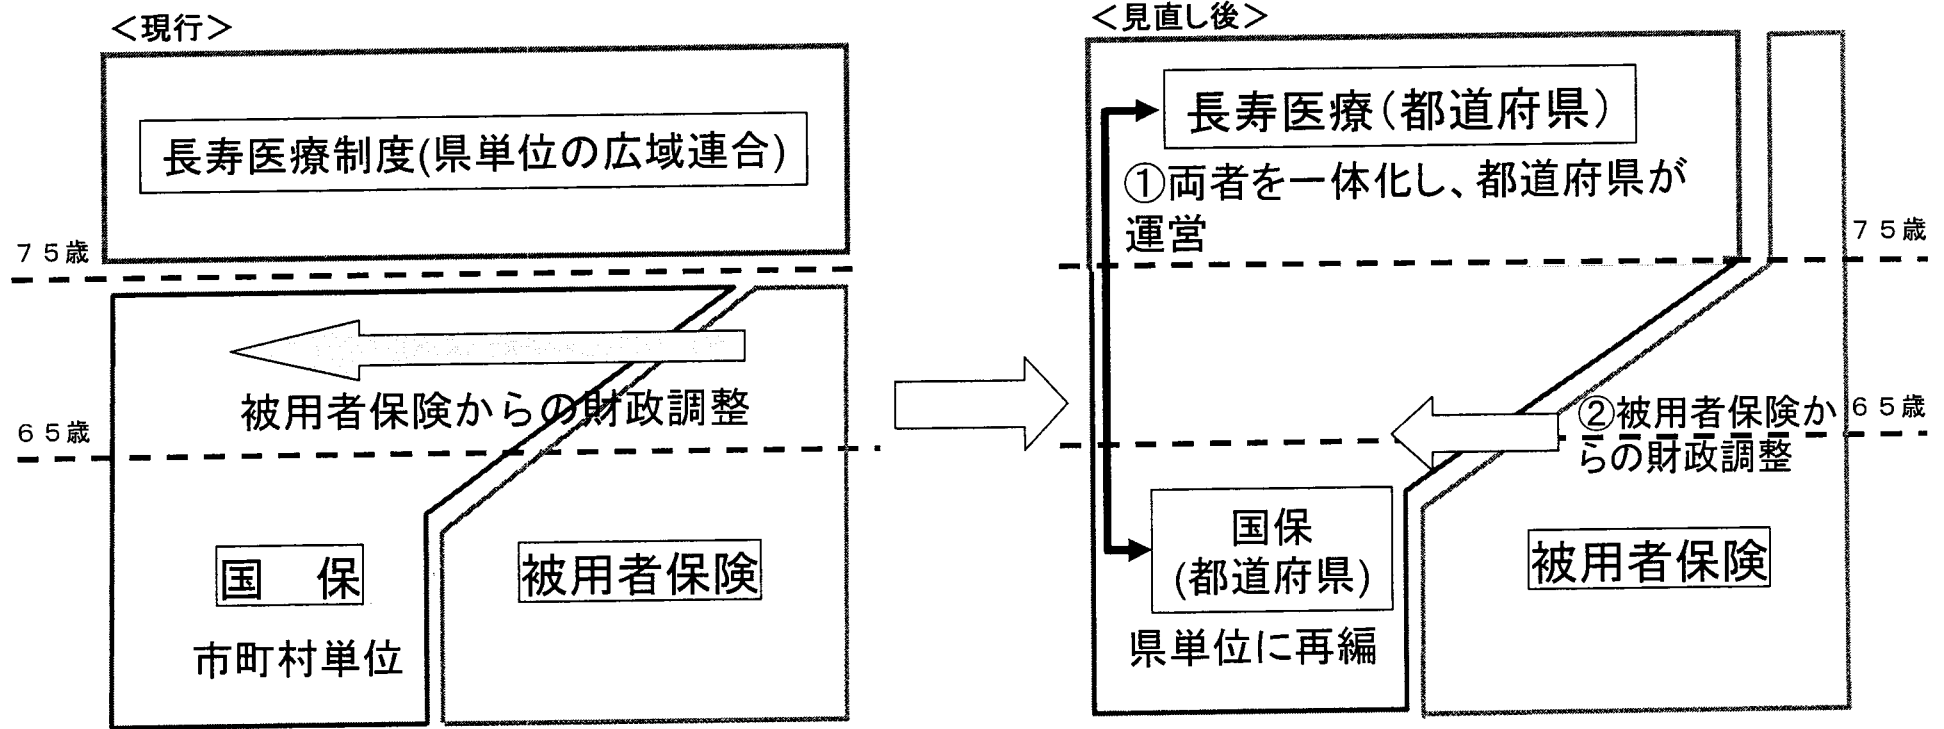 ＜現行＞
長寿医療制度(県単位の広域連合)
７５歳
被用者保険からの財政調整
６５歳
国　保
市町村単位
被用者保険
＜見直し後＞
長寿医療(都道府県)
①両者を一体化し、都道府県が
運営
７５歳
②被用者保険か
らの財政調整
６５歳
国保
(都道府県)
県単位に再編
被用者保険